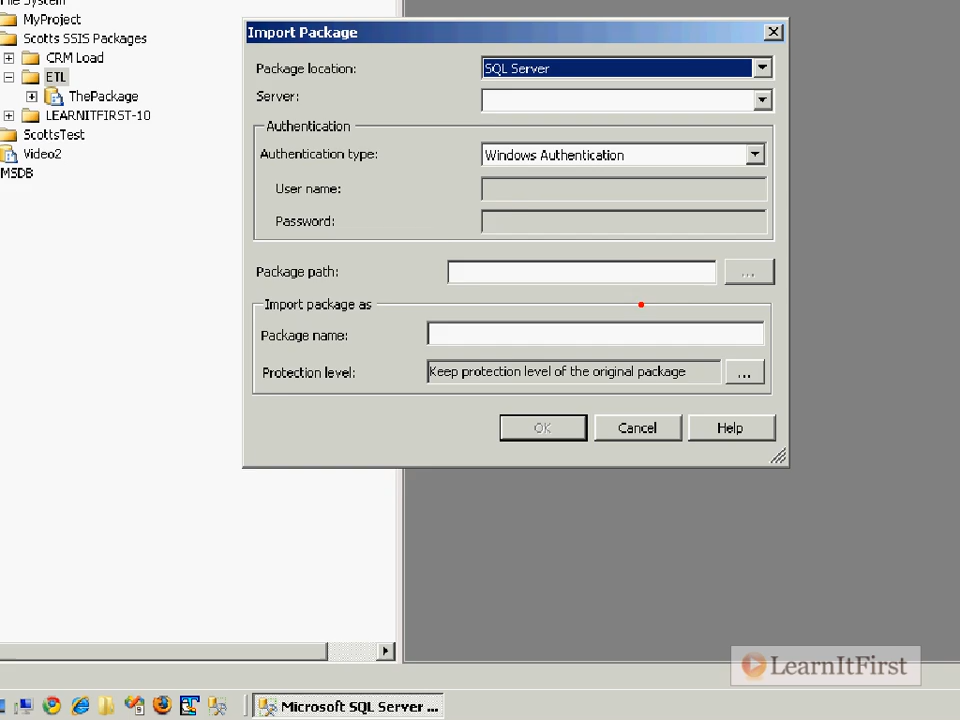 File System
MyProject
Scotts SSIS Packages
CRM Load
ETL
ThePackage
LEARNITFIRST-10
ScottsTest
Video2
MSDB
Import Package
Package location:
SQL Server
Server:
Authentication
Authentication type:
Windows Authentication
User name:
Password:
Package path:
...
Import package as
Package name:
Protection level:
Keep protection level of the original package
...
OK
Cancel
Help
LearnItFirst
Microsoft SQL Server ...